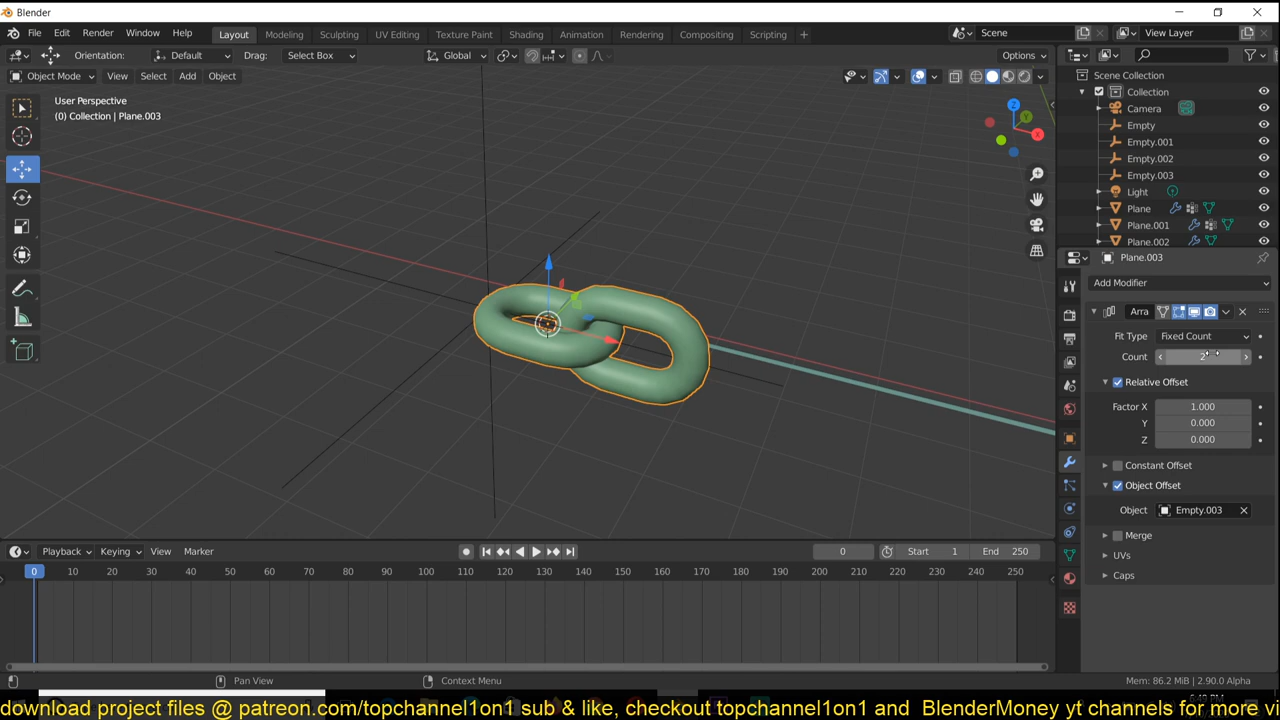 Blender
File Edit Render Window Help Layout Modeling Sculpting UV Editing Texture Paint Shading Animation Rendering Compositing Scripting + Scene View Layer
Orientation: Default Drag: Select Box Global Options
Object Mode View Select Add Object
User Perspective
(0) Collection | Plane.003
Z
Y
X
Scene Collection
Collection
Camera
Empty
Empty.001
Empty.002
Empty.003
Light
Plane
Plane.001
Plane.002
Plane.003
Add Modifier
Arra
Fit Type Fixed Count
Count 2
Relative Offset
Factor X 1.000
Y 0.000
Z 0.000
Constant Offset
Object Offset
Object Empty.003
Merge
UVs
Caps
Playback Keying View Marker 0 Start 1 End 250
0 10 20 30 40 50 60 70 80 90 100 110 120 130 140 150 160 170 180 190 200 210 220 230 240 250
Pan View Context Menu Mem: 86.2 MiB | 2.90.0 Alpha
download project files @ patreon.com/topchannel1on1 sub & like, checkout topchannel1on1 and BlenderMoney yt channels for more vi